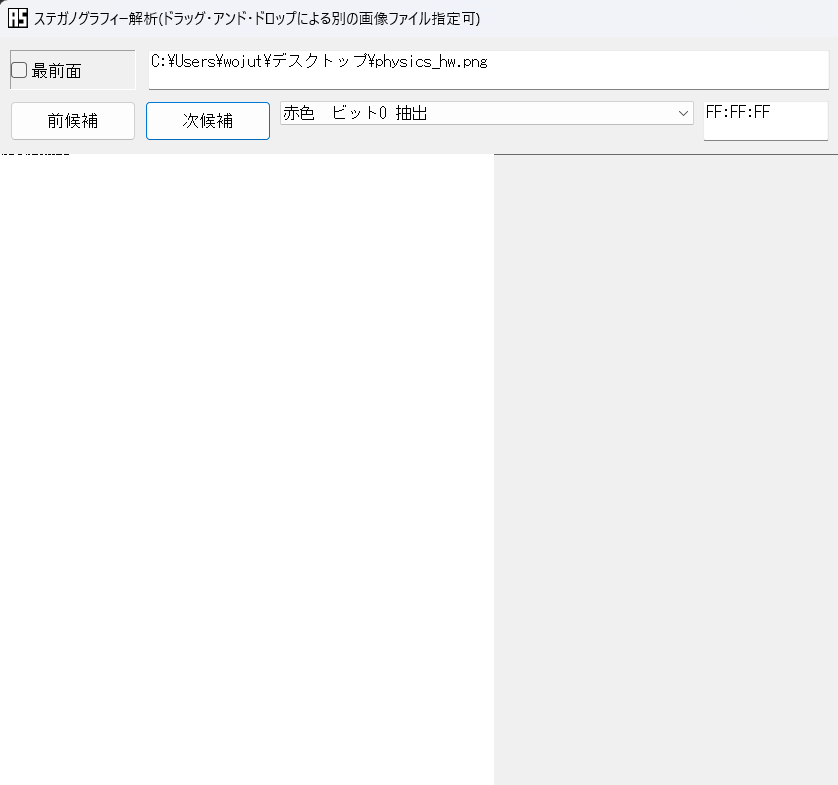 ステガノグラフィー解析(ドラッグ・アンド・ドロップによる別の画像ファイル指定可)
最前面
C:¥Users¥wojut¥デスクトップ¥physics_hw.png
前候補
次候補
赤色　ビット0 抽出
FF:FF:FF